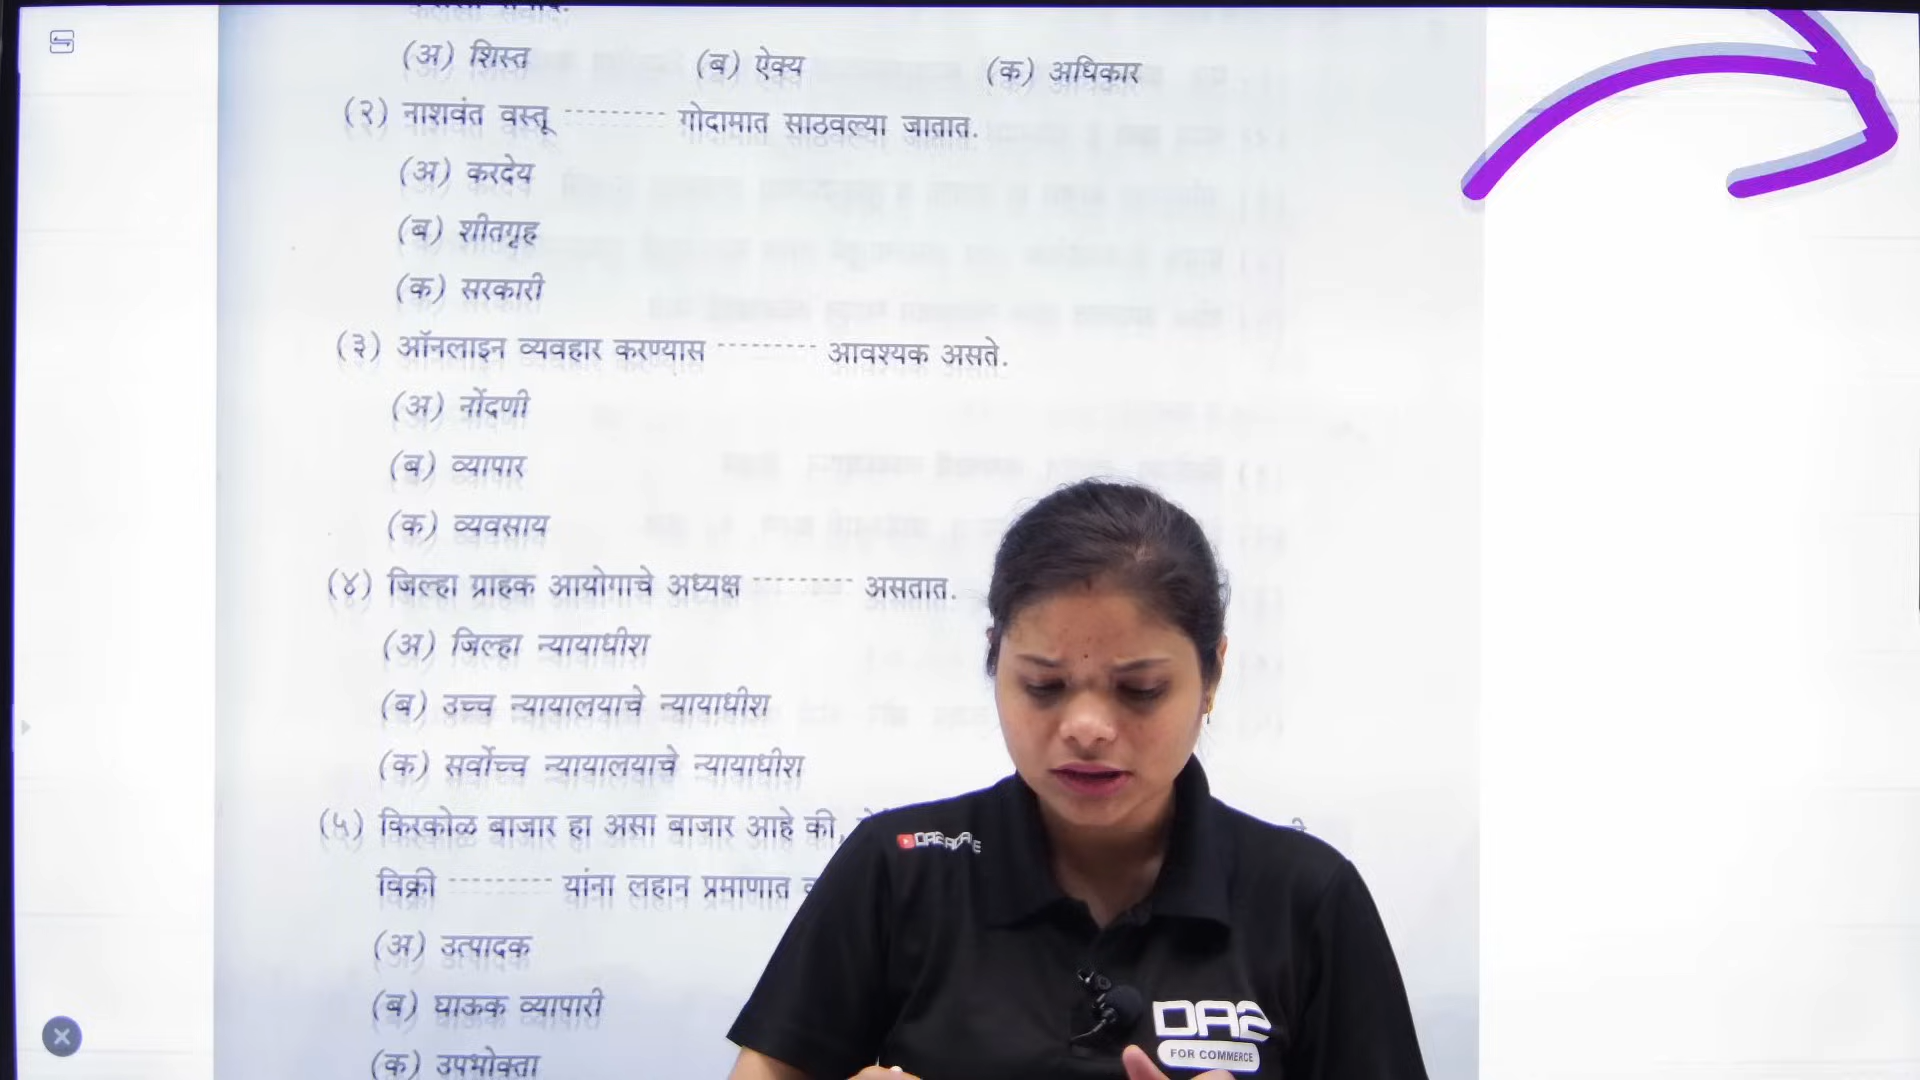 (अ) शिस्त (ब) ऐक्य (क) अधिकार
(२) नाशवंत वस्तू ---------- गोदामात साठवल्या जातात.
(अ) करदेय
(ब) शीतगृह
(क) सरकारी
(३) ऑनलाइन व्यवहार करण्यास ---------- आवश्यक असते.
(अ) नोंदणी
(ब) व्यापार
(क) व्यवसाय
(४) जिल्हा ग्राहक आयोगाचे अध्यक्ष ---------- असतात.
(अ) जिल्हा न्यायाधीश
(ब) उच्च न्यायालयाचे न्यायाधीश
(क) सर्वोच्च न्यायालयाचे न्यायाधीश
(५) किरकोळ बाजार हा असा बाजार आहे की,
विक्री ---------- यांना लहान प्रमाणात
(अ) उत्पादक
(ब) घाऊक व्यापारी
(क) उपभोक्ता
DA2
FOR COMMERCE